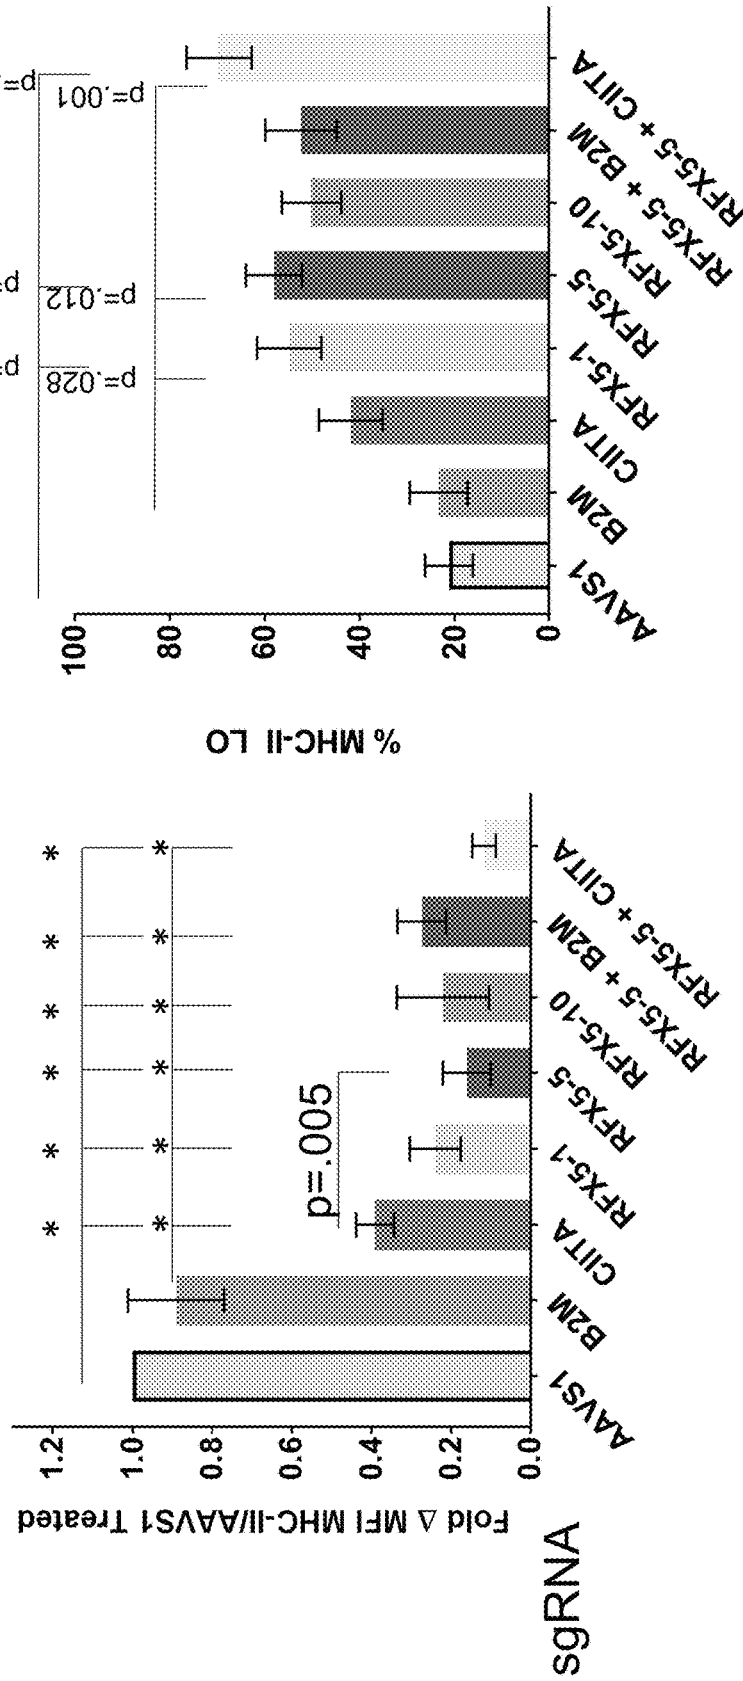 Fold Δ MFI MHC-II/AAVS1 Treated
1.2
1.0
0.8
0.6
0.4
0.2
0.0
* * * * * *
* * * * * *
p=.005
sgRNA
AAVS1
B2M
CIITA
RFX5-1
RFX5-5
RFX5-10
RFX5-5 + B2M
RFX5-5 + CIITA
% MHC-II LO
100
80
60
40
20
0
p=
p=
p=.
p=.028
p=.012
p=.001
AAVS1
B2M
CIITA
RFX5-1
RFX5-5
RFX5-10
RFX5-5 + B2M
RFX5-5 + CIITA